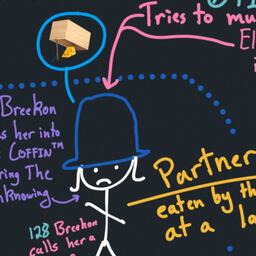 Tries to mu
El
Breekon
s her into
COFFIN™
ring The
nknowing
Partner
eaten by th
at a la
128 Breekon
calls her a